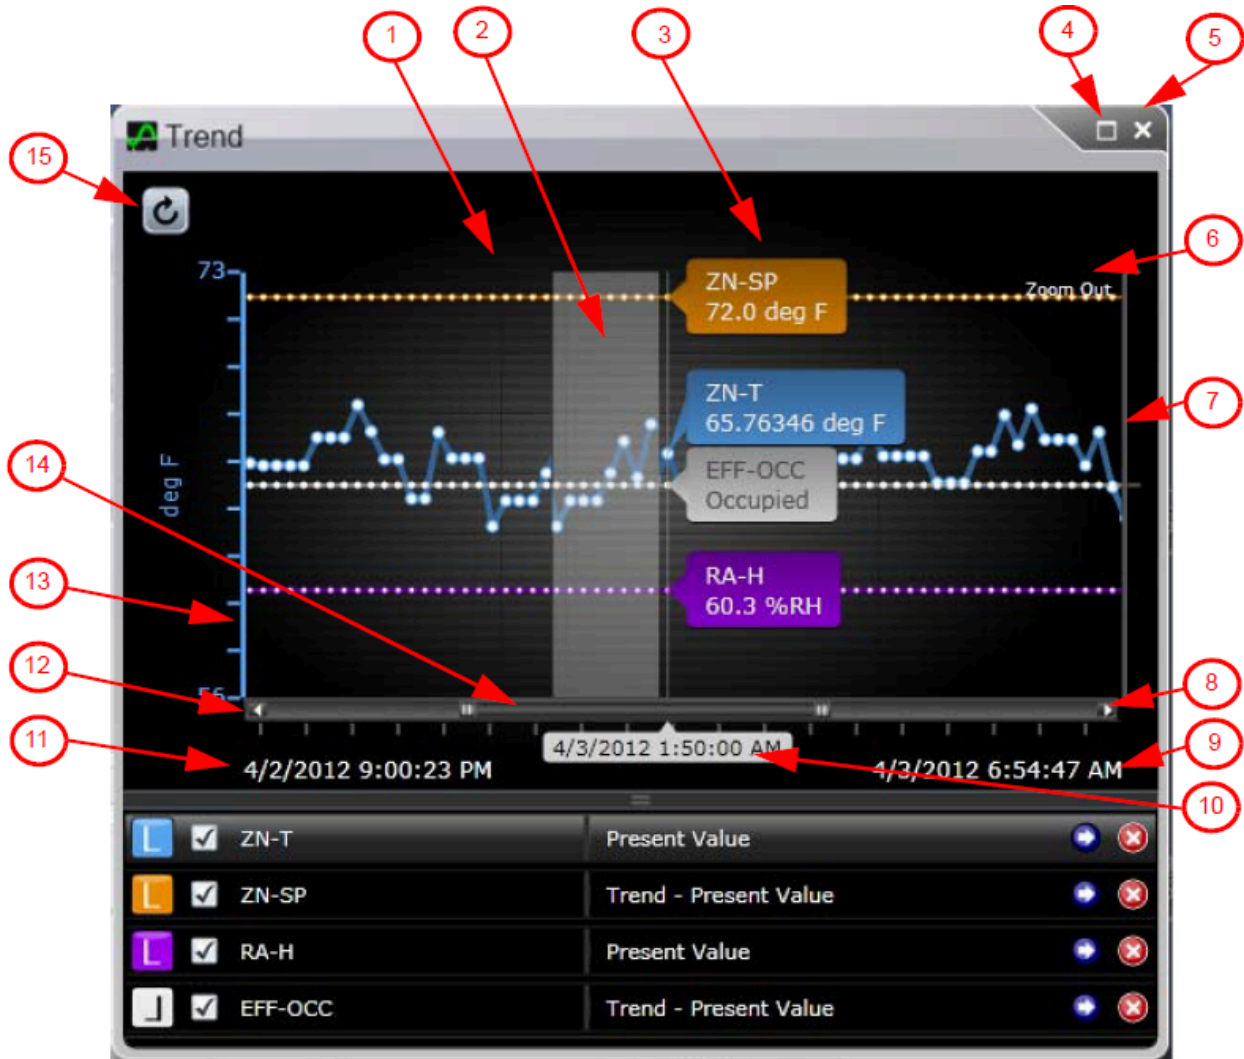 1
2
3
4
5
Trend
15
6
73
ZN-SP
72.0 deg F
Zoom Out
ZN-T
65.76346 deg F
7
deg F
14
EFF-OCC
Occupied
RA-H
60.3 %RH
13
12
56
8
11
4/3/2012 1:50:00 AM
9
4/2/2012 9:00:23 PM
4/3/2012 6:54:47 AM
10
L ZN-T Present Value
L ZN-SP Trend - Present Value
L RA-H Present Value
EFF-OCC Trend - Present Value